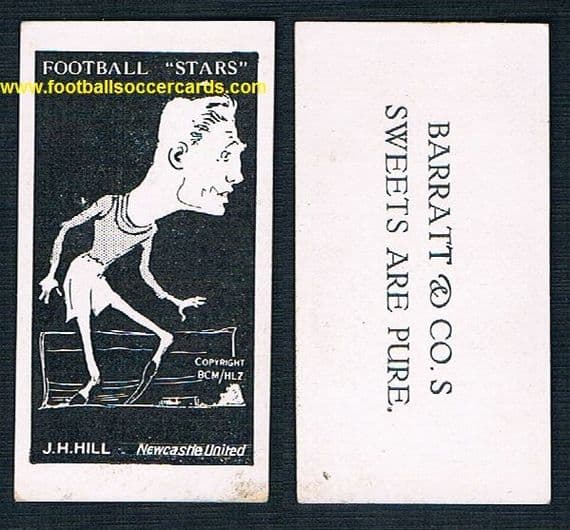 FOOTBALL "STARS"
www.footballsoccercards.com
COPYRIGHT
BCM/HLZ
J.H.HILL - Newcastle United
BARRATT & CO.S
SWEETS ARE PURE.